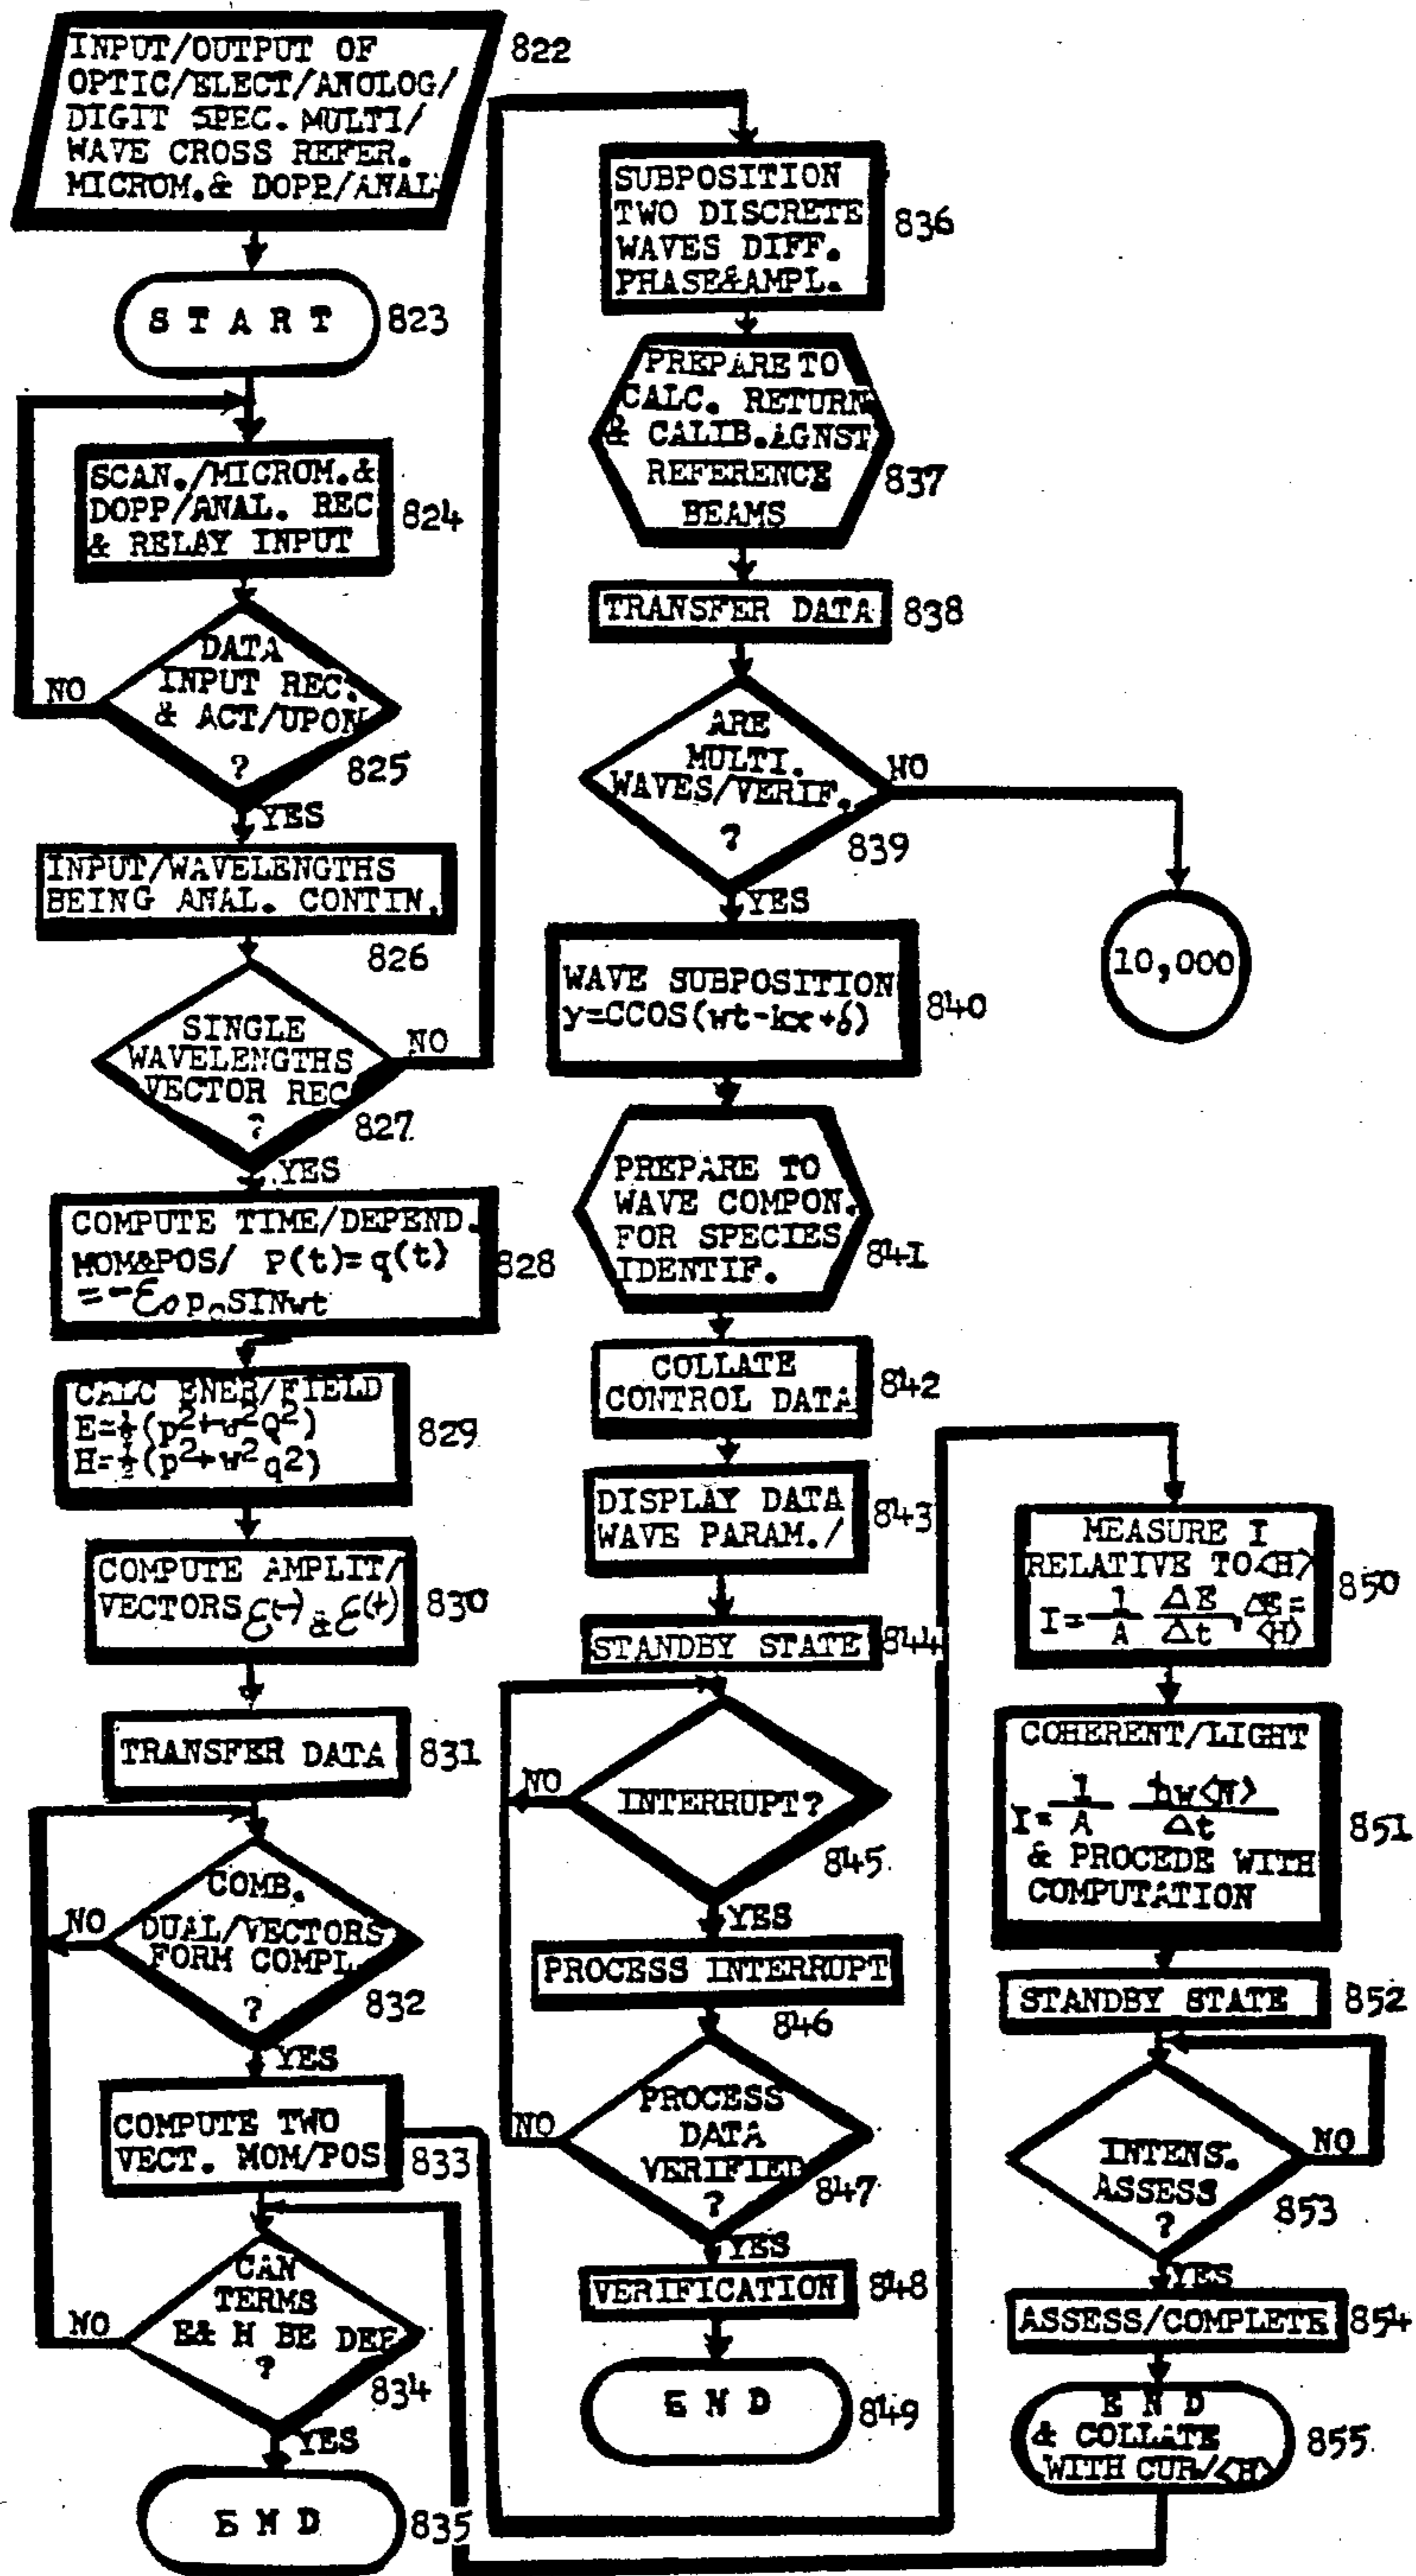 INPUT/OUTPUT OF
OPTIC/ELECT/ANOLOG/
DIGIT SPEC. MULTI/
WAVE CROSS REFER.
MICROM.& DOPP/ANAL
822
START
823
SCAN./MICROM.&
DOPP/ANAL. REC
& RELAY INPUT
824
DATA
INPUT REC.
& ACT/UPON
?
825
NO
YES
INPUT/WAVELENGTHS
BEING ANAL. CONTIN.
826
SINGLE
WAVELENGTHS
VECTOR REC
?
827
NO
YES
COMPUTE TIME/DEPEND.
MOM&POS/ P(t)=q(t)
=-Ɛ₀p₀SINwt
828
CALC ENER/FIELD
E=½(p²+w²Q²)
H=½(p²+w²q²)
829
COMPUTE AMPLIT/
VECTORS Ɛ(-) & Ɛ(+)
830
TRANSFER DATA
831
COMB.
DUAL/VECTORS
FORM COMPL.
?
832
NO
YES
COMPUTE TWO
VECT. MOM/POS
833
CAN
TERMS
E& H BE DEF
?
834
NO
YES
END
835
SUBPOSITION
TWO DISCRETE
WAVES DIFF.
PHASE&AMPL.
836
PREPARE TO
CALC. RETURN
& CALIB.AGNST
REFERENCE
BEAMS
837
TRANSFER DATA
838
ARE
MULTI.
WAVES/VERIF.
?
839
NO
10,000
YES
WAVE SUBPOSITION
y=CCOS(wt-kx+δ)
840
PREPARE TO
WAVE COMPON.
FOR SPECIES
IDENTIF.
841
COLLATE
CONTROL DATA
842
DISPLAY DATA
WAVE PARAM./
843
STANDBY STATE
844
INTERRUPT?
845
NO
YES
PROCESS INTERRUPT
846
PROCESS
DATA
VERIFIED
?
847
NO
YES
VERIFICATION
848
END
849
MEASURE I
RELATIVE TO<H>
I= 1/A ΔE/Δt, ΔE=<H>
850
COHERENT/LIGHT
I= 1/A ħw<N>/Δt
& PROCEDE WITH
COMPUTATION
851
STANDBY STATE
852
INTENS.
ASSESS
?
853
NO
YES
ASSESS/COMPLETE
854
END
& COLLATE
WITH CUR/<H>
855